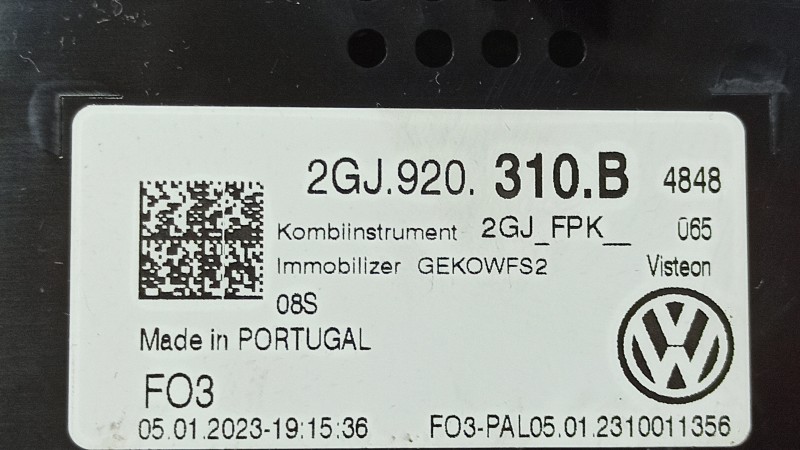 2GJ.920. 310.B 4848
Kombiinstrument 2GJ_FPK__ 065
Immobilizer GEKOWFS2 Visteon
08S
Made in PORTUGAL
FO3
05.01.2023-19:15:36 FO3-PAL05.01.2310011356